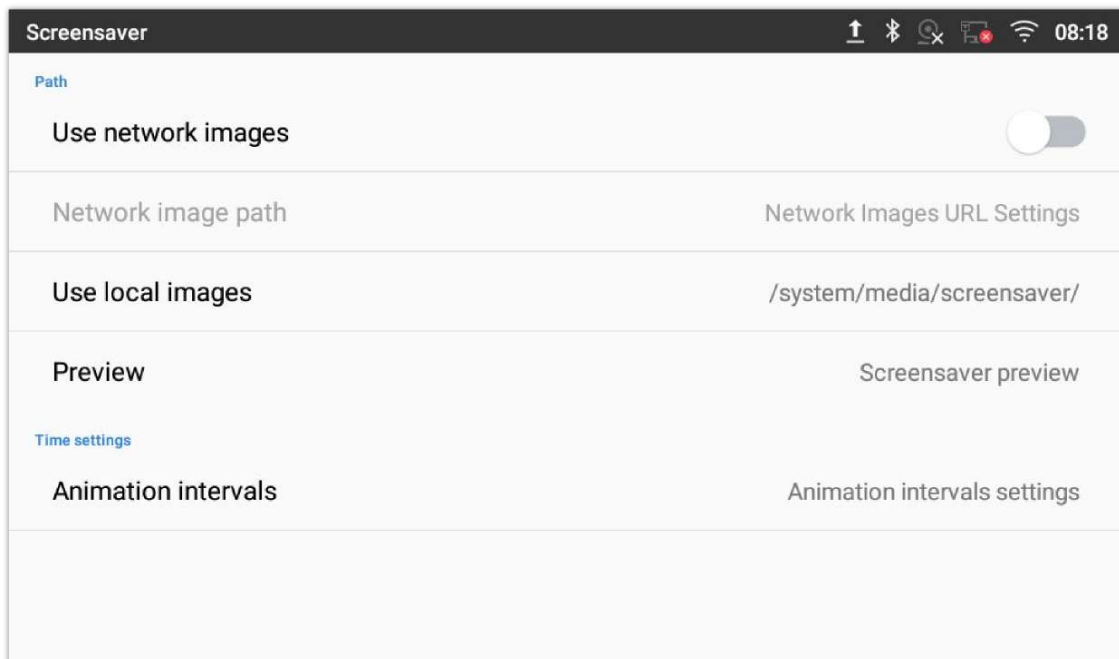 Screensaver 08:18
Path
Use network images
Network image path Network Images URL Settings
Use local images /system/media/screensaver/
Preview Screensaver preview
Time settings
Animation intervals Animation intervals settings